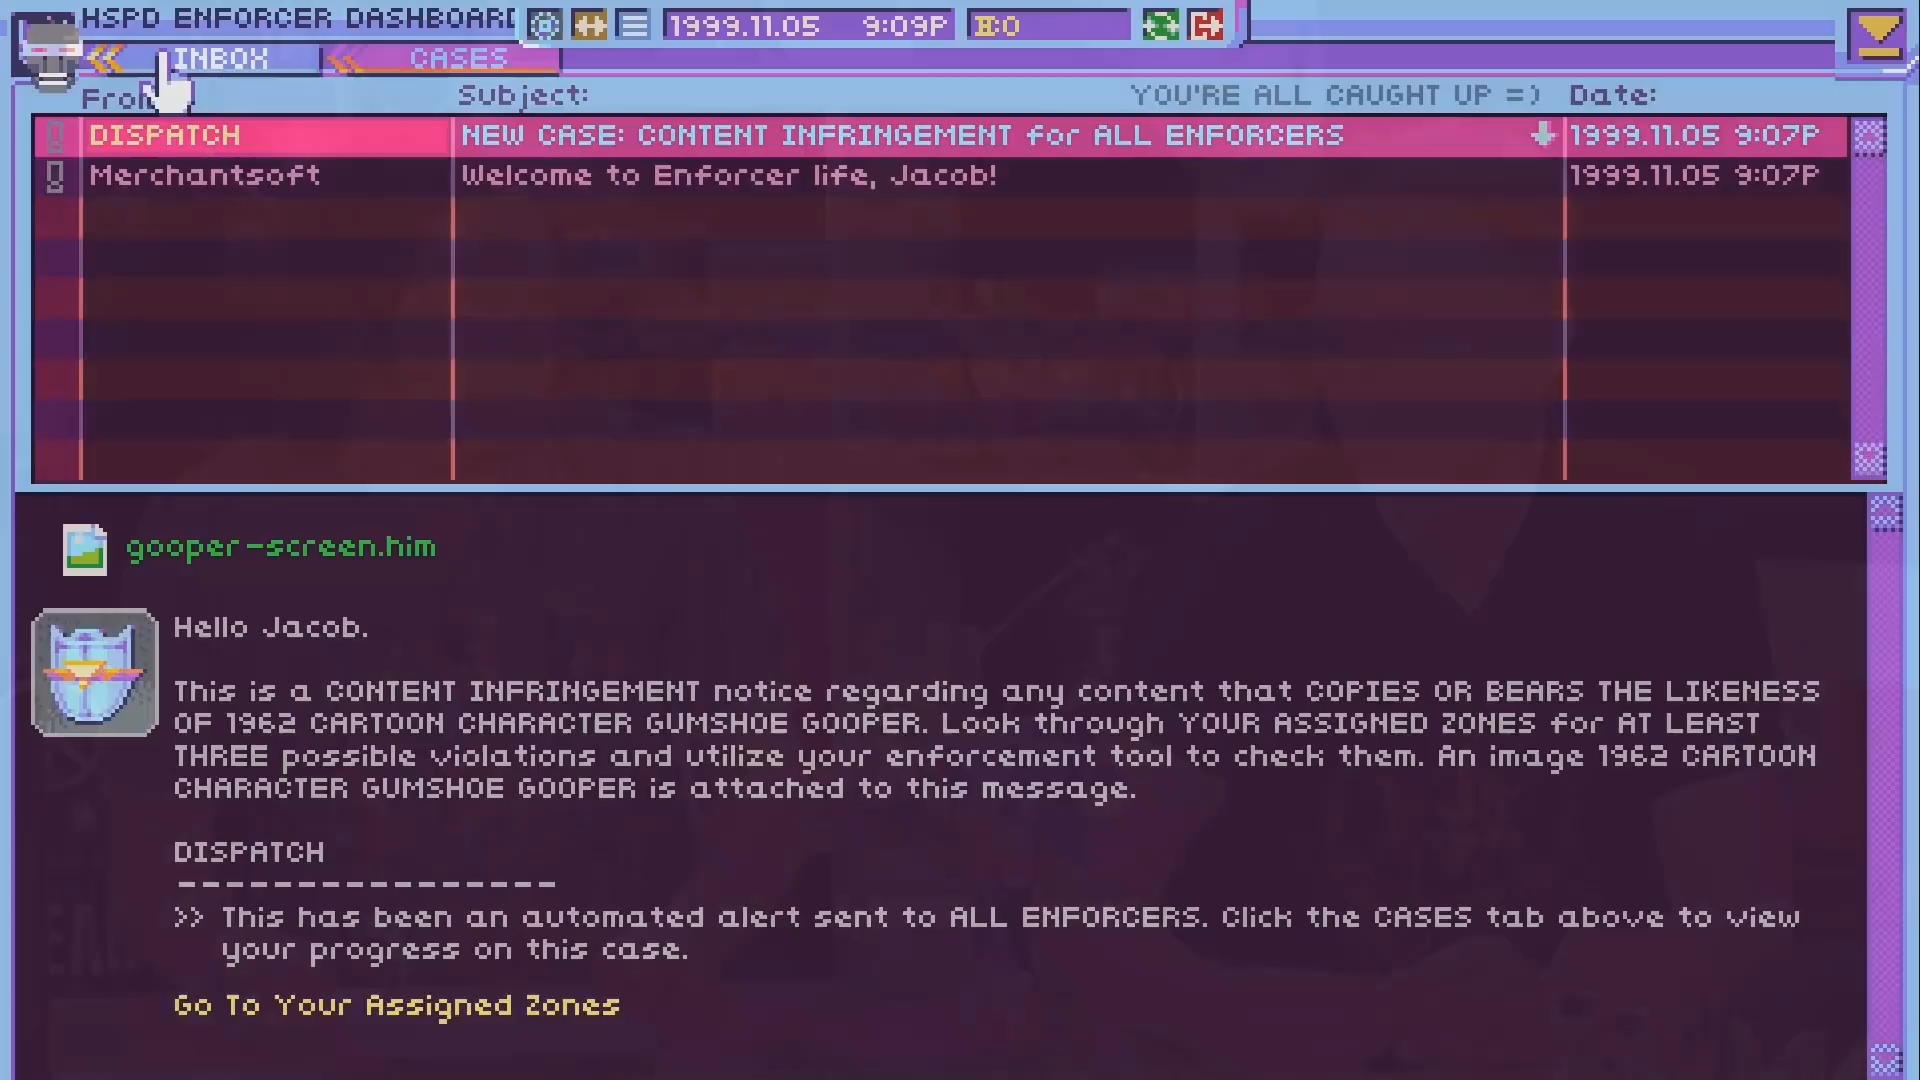 HSPD ENFORCER DASHBOARD
1999.11.05 9:09P
0
INBOX
CASES
Subject:
YOU'RE ALL CAUGHT UP =)
Date:
DISPATCH
NEW CASE: CONTENT INFRINGEMENT for ALL ENFORCERS
1999.11.05 9:07P
Merchantsoft
Welcome to Enforcer life, Jacob!
1999.11.05 9:07P
gooper-screen.him
Hello Jacob.
This is a CONTENT INFRINGEMENT notice regarding any content that COPIES OR BEARS THE LIKENESS
OF 1962 CARTOON CHARACTER GUMSHOE GOOPER. Look through YOUR ASSIGNED ZONES for AT LEAST
THREE possible violations and utilize your enforcement tool to check them. An image 1962 CARTOON
CHARACTER GUMSHOE GOOPER is attached to this message.
DISPATCH
----------------
>> This has been an automated alert sent to ALL ENFORCERS. Click the CASES tab above to view
your progress on this case.
Go To Your Assigned Zones